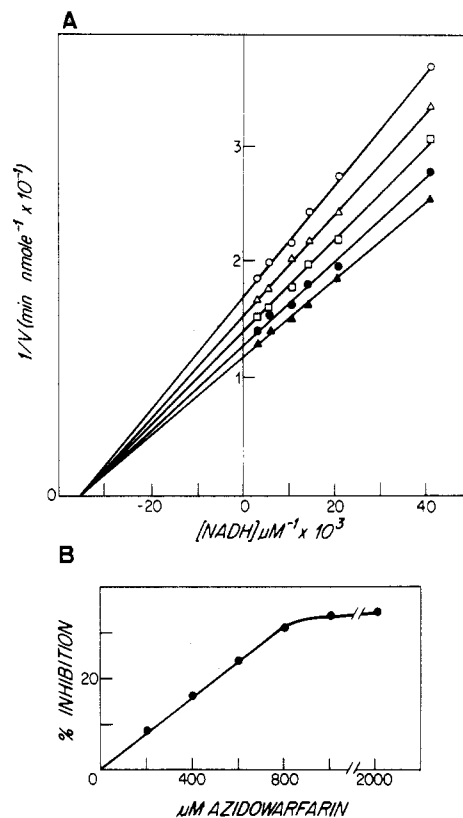 A
1/V (min nmole⁻¹ x 10⁻¹)
3
2
1
0
-20
0
20
40
[NADH] μM⁻¹ x 10³
B
% INHIBITION
20
0
400
800
2000
μM AZIDOWARFARIN